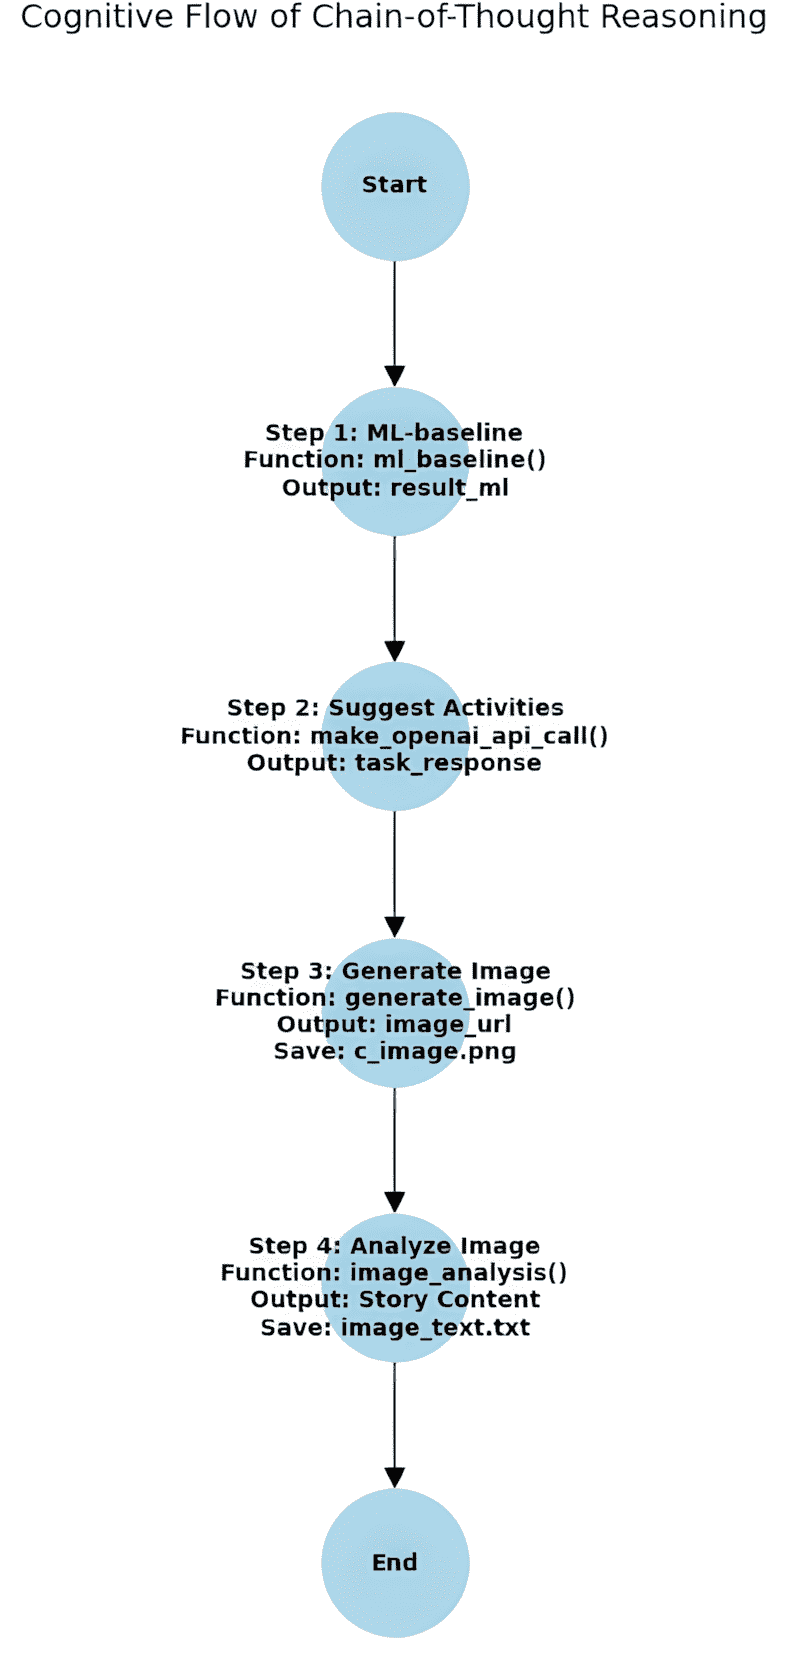 Cognitive Flow of Chain-of-Thought Reasoning
Start
Step 1: ML-baseline
Function: ml_baseline()
Output: result_ml
Step 2: Suggest Activities
Function: make_openai_api_call()
Output: task_response
Step 3: Generate Image
Function: generate_image()
Output: image_url
Save: c_image.png
Step 4: Analyze Image
Function: image_analysis()
Output: Story Content
Save: image_text.txt
End